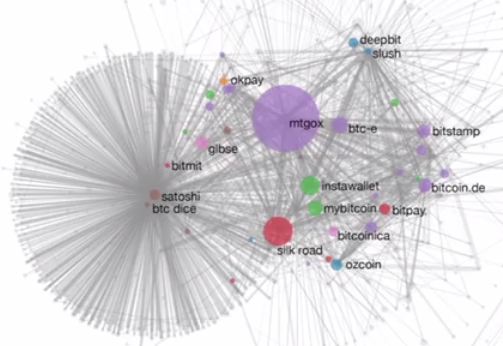 deepbit
slush
okpay
mtgox
btc-e
bitstamp
glbse
bitmit
instawallet
bitcoin.de
satoshi
btc dice
mybitcoin
bitpay
bitcoinica
silk road
ozcoin